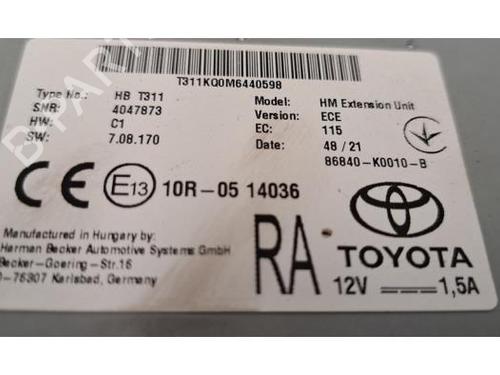 T311KQ0M6440598
Type No.: HB T311 Model: HM Extension Unit
SNR: 4047873 Version: ECE
HW: C1 EC: 115
SW: 7.08.170 Date: 48 / 21
86840-K0010-B
CE E13 10R-05 14036
Manufactured in Hungary by:
Harman Becker Automotive Systems GmbH
Becker-Goering-Str.16
D-76307 Karlsbad, Germany
RA
TOYOTA
12V 1,5A
B-PARTS